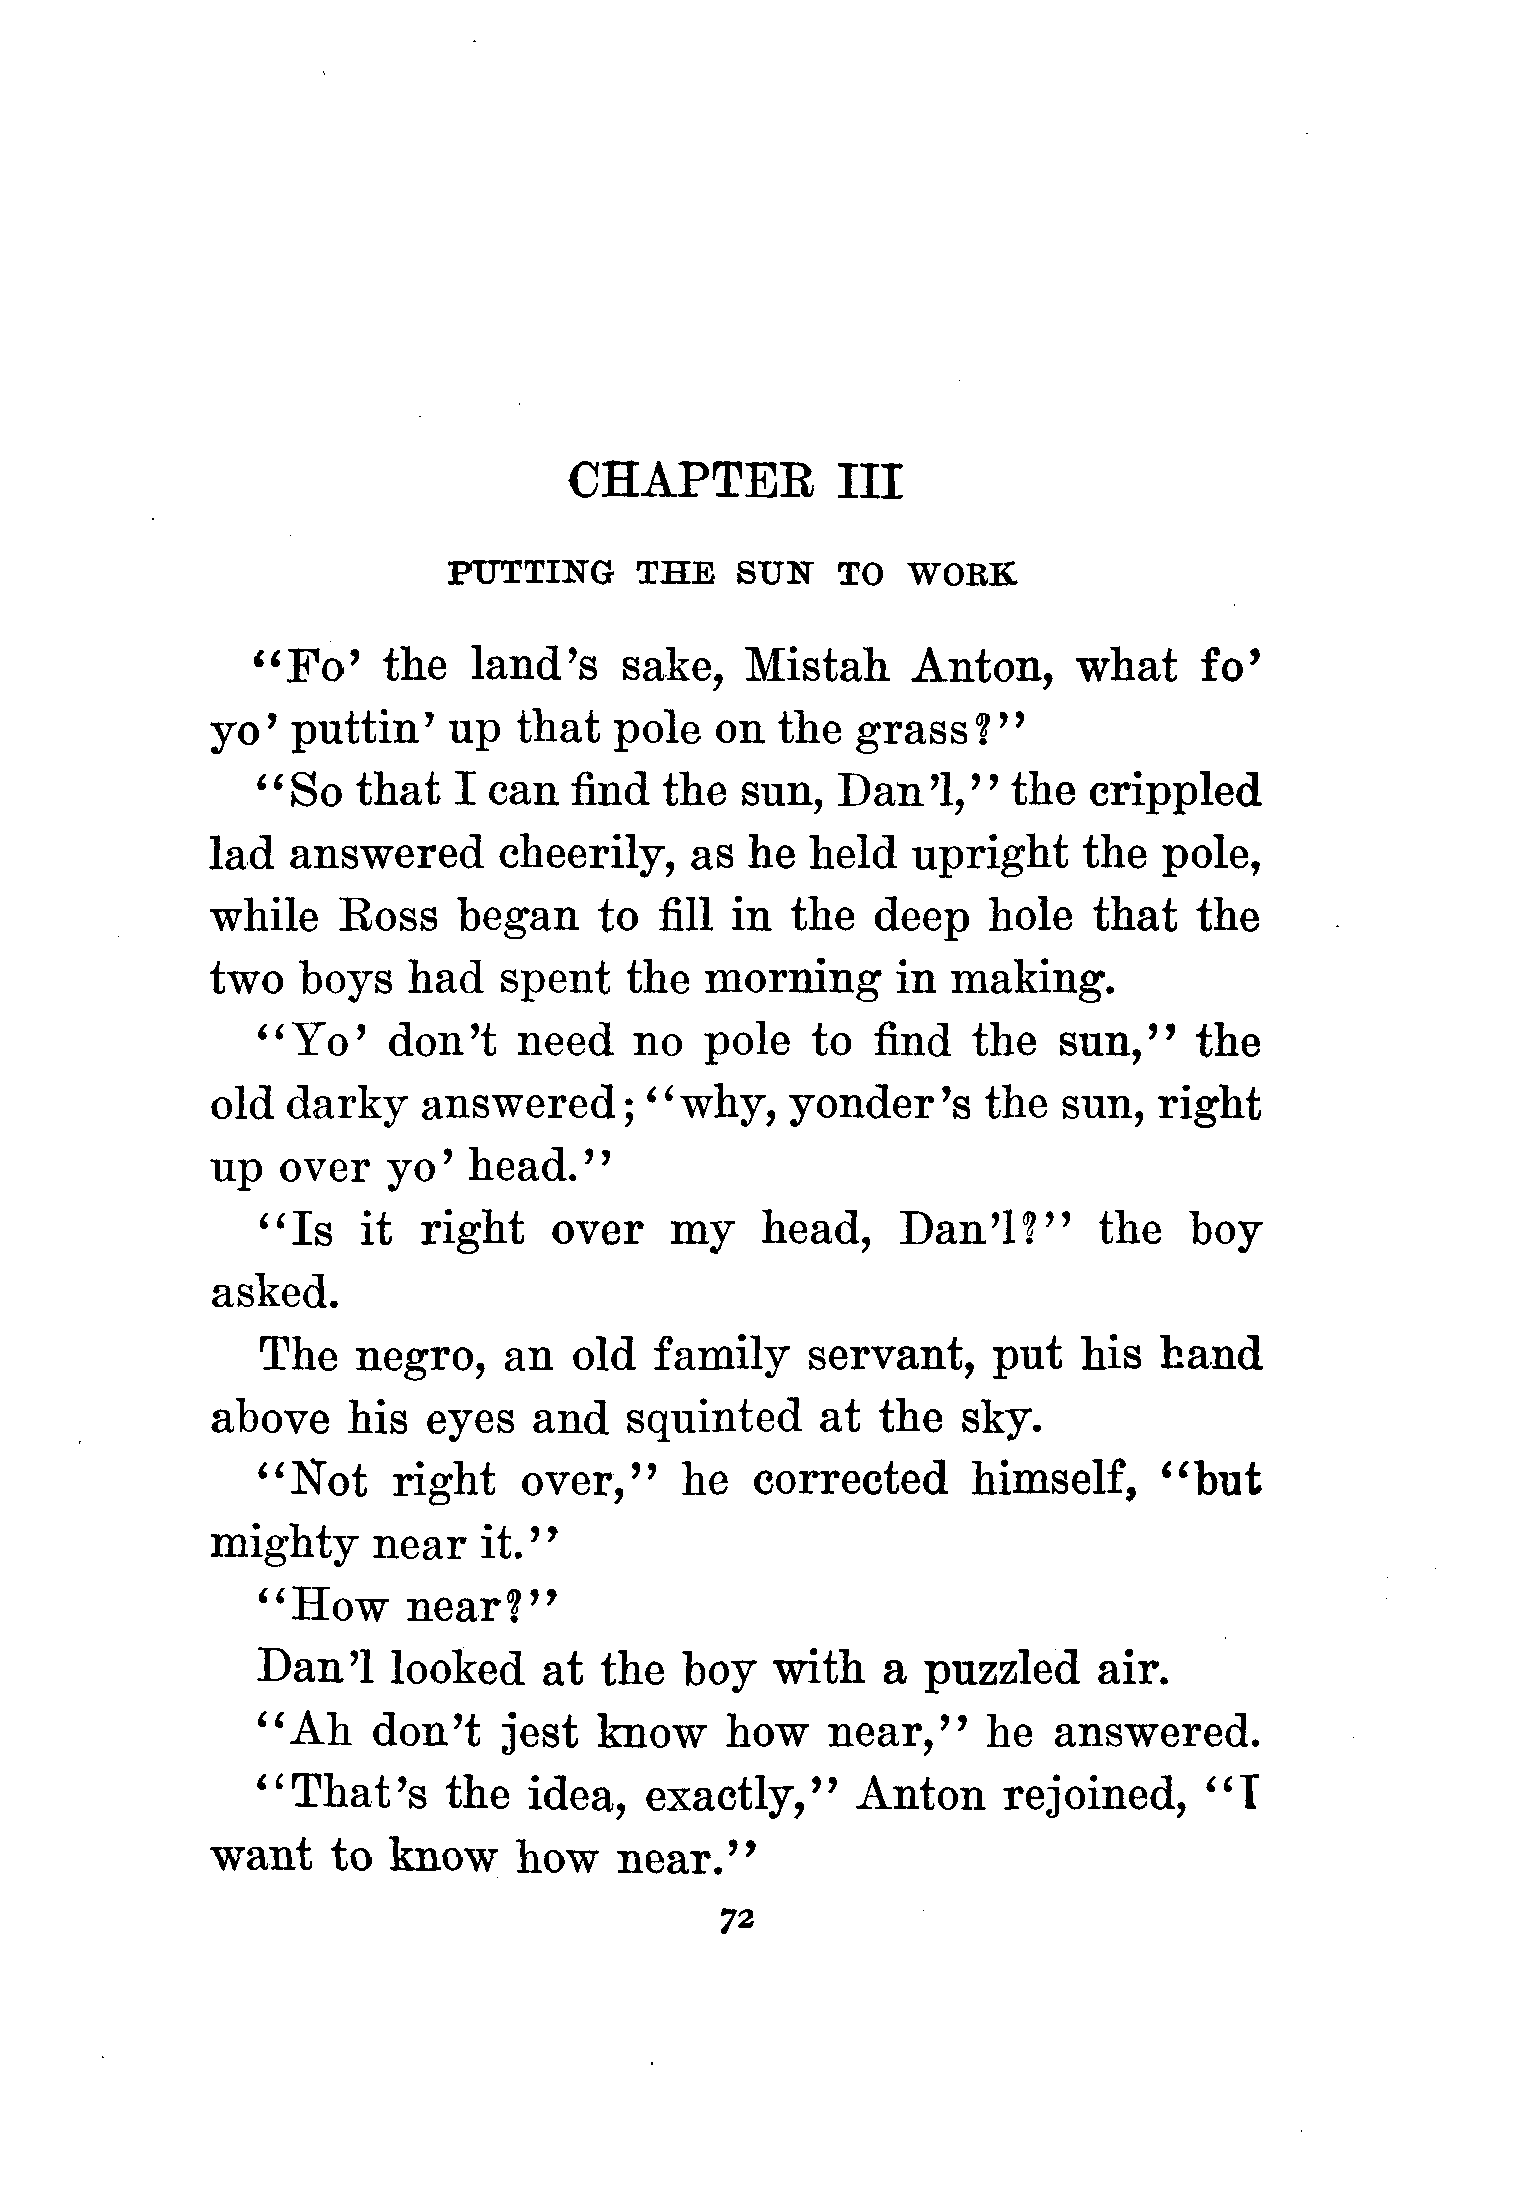 CHAPTER III
PUTTING THE SUN TO WORK
“Fo’ the land’s sake, Mistah Anton, what fo’
yo’ puttin’ up that pole on the grass?”
“So that I can find the sun, Dan’l,” the crippled
lad answered cheerily, as he held upright the pole,
while Ross began to fill in the deep hole that the
two boys had spent the morning in making.
“Yo’ don’t need no pole to find the sun,” the
old darky answered; “why, yonder’s the sun, right
up over yo’ head.”
“Is it right over my head, Dan’l?” the boy
asked.
The negro, an old family servant, put his hand
above his eyes and squinted at the sky.
“Not right over,” he corrected himself, “but
mighty near it.”
“How near?”
Dan’l looked at the boy with a puzzled air.
“Ah don’t jest know how near,” he answered.
“That’s the idea, exactly,” Anton rejoined, “I
want to know how near.”
72